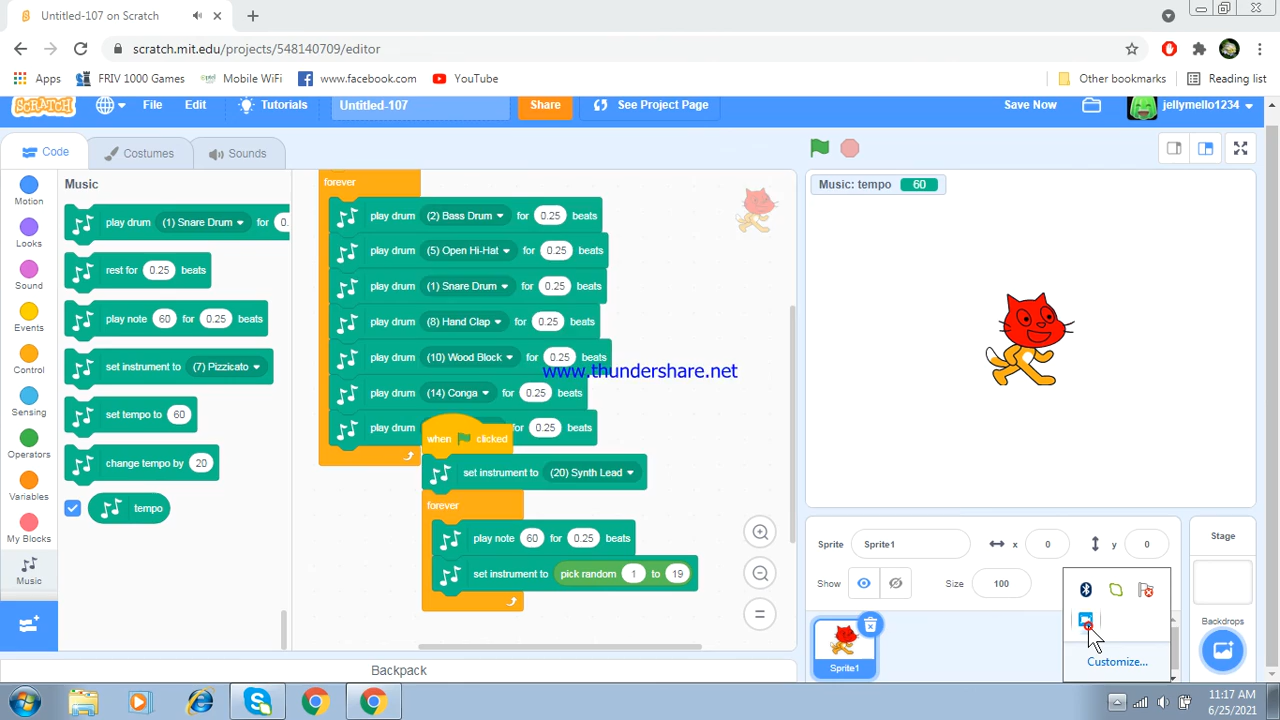 Untitled-107 on Scratch
scratch.mit.edu/projects/548140709/editor
Apps FRIV 1000 Games Mobile WiFi www.facebook.com YouTube Other bookmarks Reading list
SCRATCH File Edit Tutorials Untitled-107 Share See Project Page Save Now jellymello1234
Code Costumes Sounds
Motion
Looks
Sound
Events
Control
Sensing
Operators
Variables
My Blocks
Music
Music
play drum (1) Snare Drum for 0.
rest for 0.25 beats
play note 60 for 0.25 beats
set instrument to (7) Pizzicato
set tempo to 60
change tempo by 20
tempo
forever
play drum (2) Bass Drum for 0.25 beats
play drum (5) Open Hi-Hat for 0.25 beats
play drum (1) Snare Drum for 0.25 beats
play drum (8) Hand Clap for 0.25 beats
play drum (10) Wood Block for 0.25 beats
www.thundershare.net
play drum (14) Conga for 0.25 beats
play drum for 0.25 beats
when clicked
set instrument to (20) Synth Lead
forever
play note 60 for 0.25 beats
set instrument to pick random 1 to 19
Backpack
Music: tempo 60
Sprite Sprite1 x 0 y 0
Show Size 100
Sprite1
Stage
Backdrops
Customize...
11:17 AM
6/25/2021